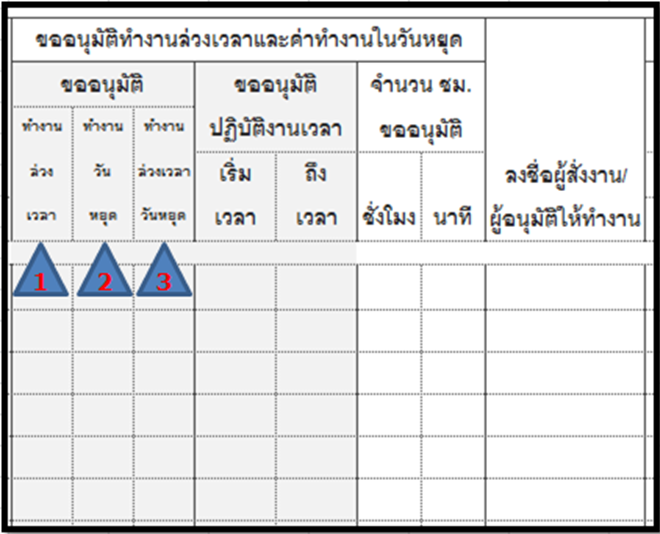 ขออนุมัติทำงานล่วงเวลาและค่าทำงานในวันหยุด
ขออนุมัติ
ทำงาน
ล่วง
เวลา
ทำงาน
วัน
หยุด
ทำงาน
ล่วงเวลา
วันหยุด
ขออนุมัติ
ปฏิบัติงานเวลา
เริ่ม
เวลา
ถึง
เวลา
จำนวน ชม.
ขออนุมัติ
ชั่งโมง
นาที
ลงชื่อผู้สั่งงาน/
ผู้อนุมัติให้ทำงาน
1
2
3